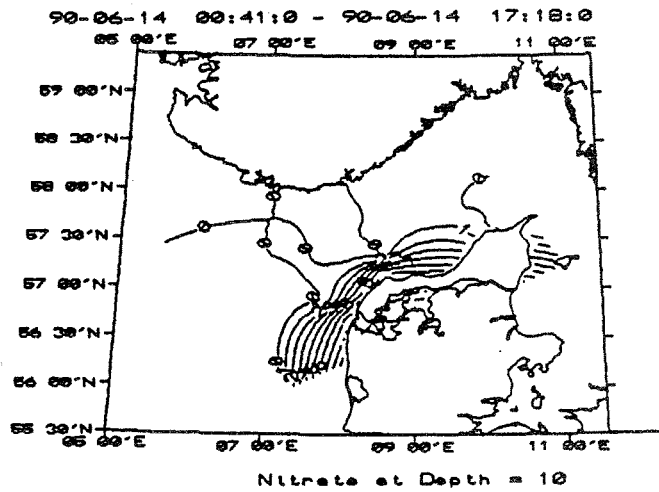 90-06-14 00:41:0 - 90-06-14 17:18:0
05 00'E 07 00'E 09 00'E 11 00'E
59 00'N
58 30'N
58 00'N
57 30'N
57 00'N
56 30'N
56 00'N
55 30'N
05 00'E 07 00'E 09 00'E 11 00'E
Nitrate at Depth = 10